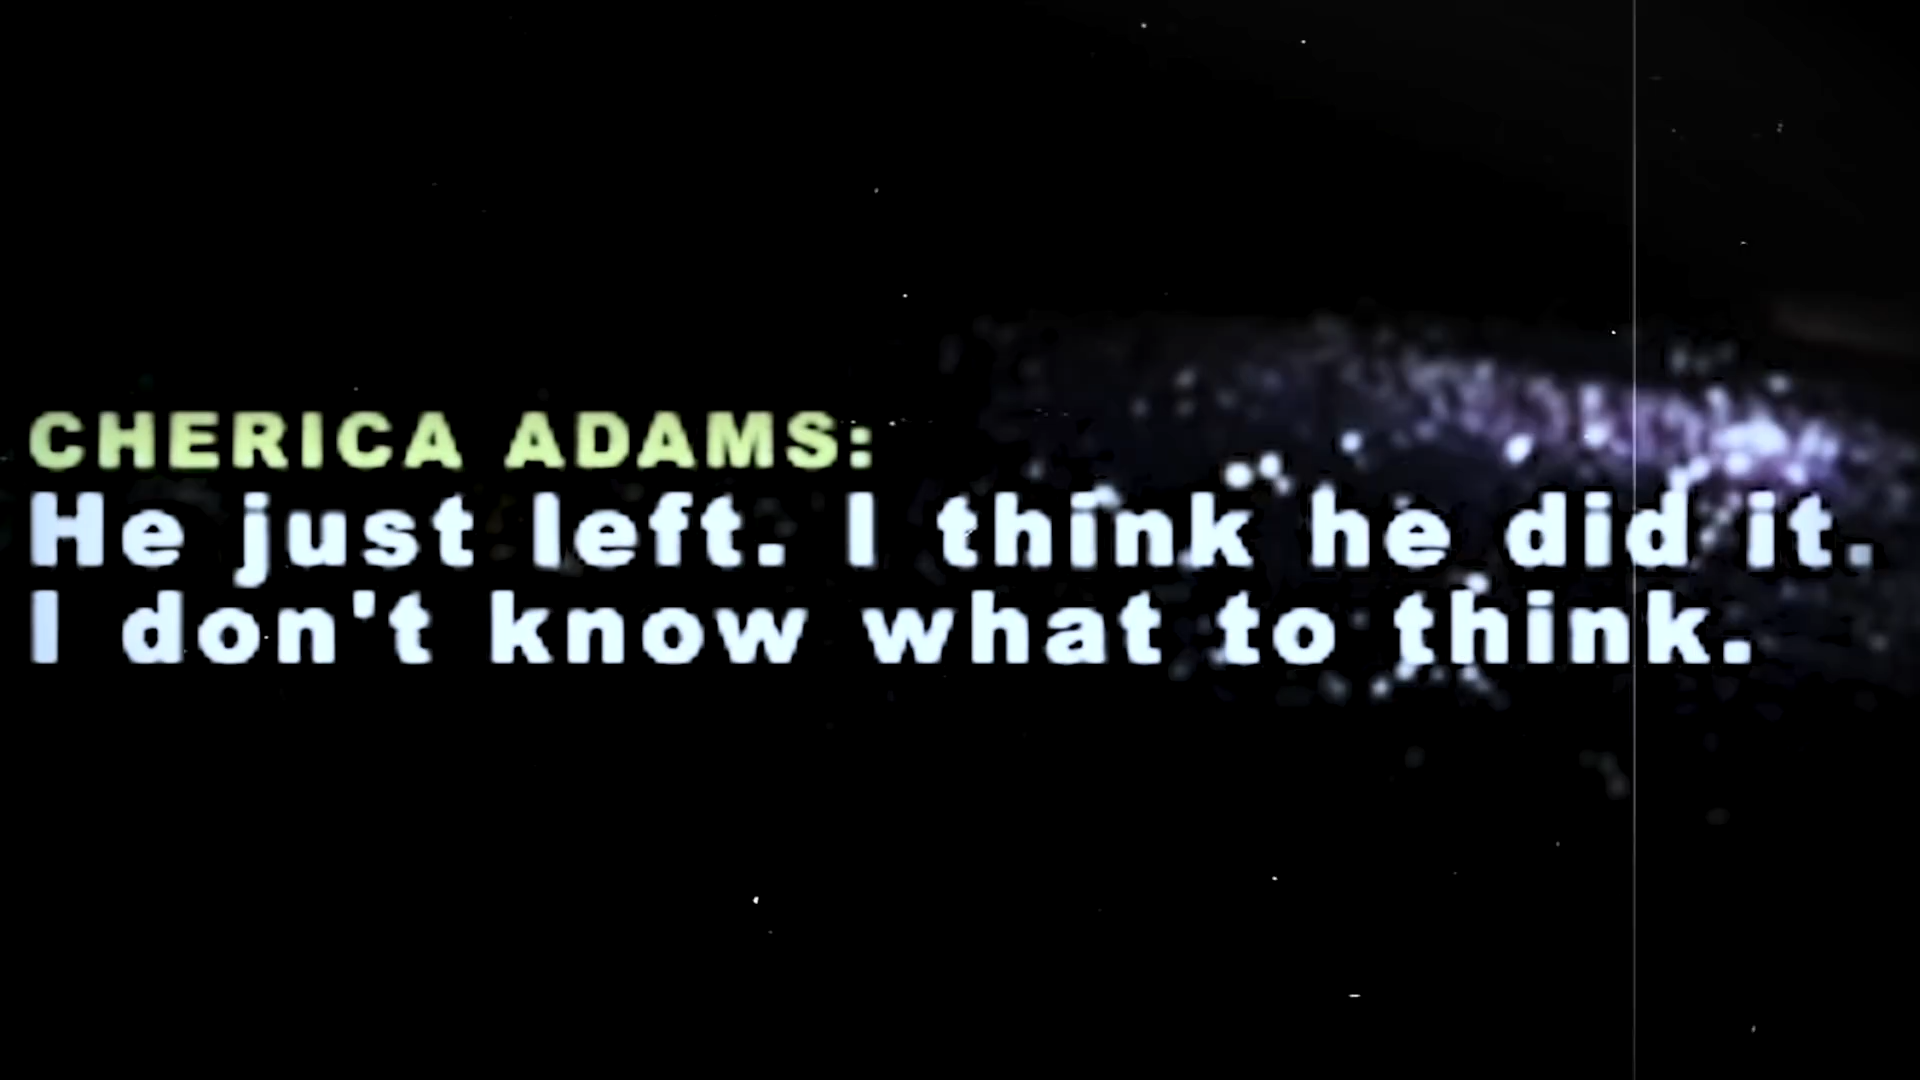 CHERICA ADAMS:
He just left. I think he did it.
I don't know what to think.